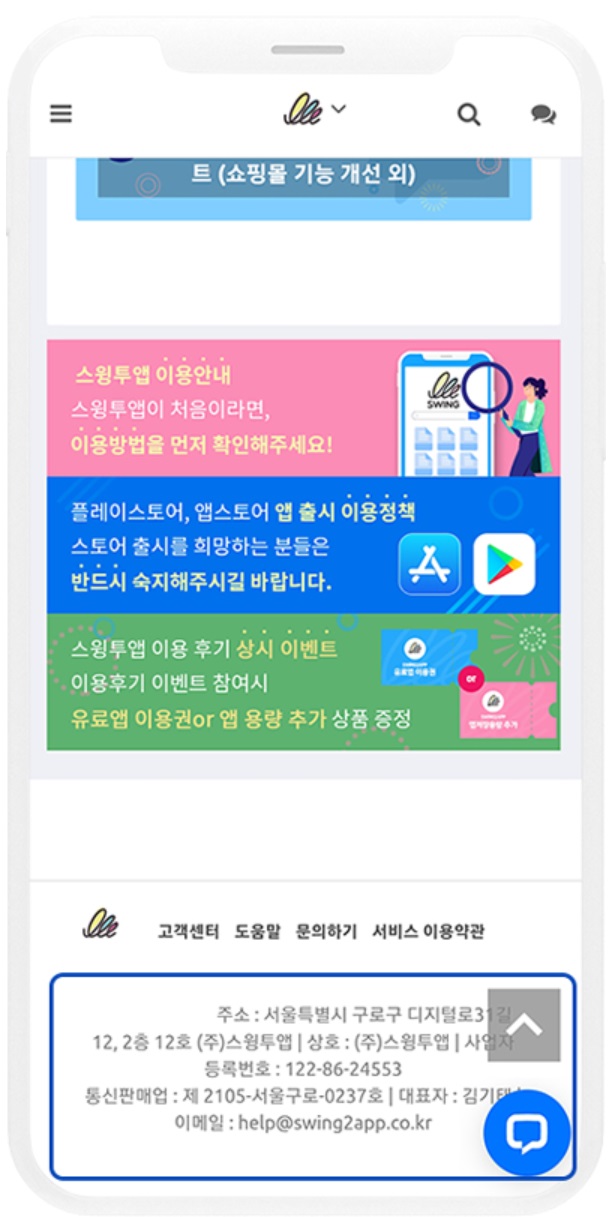 트 (쇼핑몰 기능 개선 외)
스윙투앱 이용안내
스윙투앱이 처음이라면,
이용방법을 먼저 확인해주세요!
SWING
플레이스토어, 앱스토어 앱 출시 이용정책
스토어 출시를 희망하는 분들은
반드시 숙지해주시길 바랍니다.
스윙투앱 이용 후기 상시 이벤트
이용후기 이벤트 참여시
유료앱 이용권or 앱 용량 추가 상품 증정
SWING2APP
유료앱 이용권
or
SWING2APP
앱저장용량 추가
고객센터 도움말 문의하기 서비스 이용약관
주소 : 서울특별시 구로구 디지털로31길
12, 2층 12호 (주)스윙투앱 | 상호 : (주)스윙투앱 | 사업자
등록번호 : 122-86-24553
통신판매업 : 제 2105-서울구로-0237호 | 대표자 : 김기태 |
이메일 : help@swing2app.co.kr